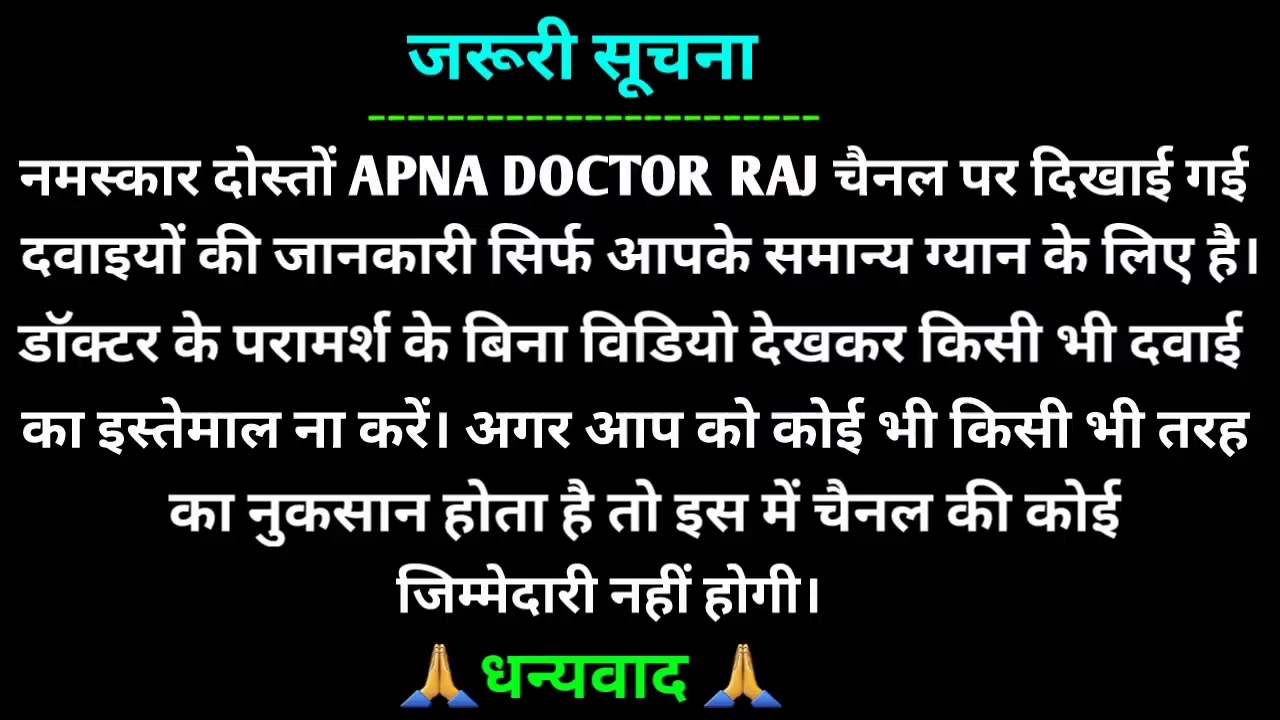 जरूरी सूचना
-----------------------
नमस्कार दोस्तों APNA DOCTOR RAJ चैनल पर दिखाई गई
दवाइयों की जानकारी सिर्फ आपके समान्य ग्यान के लिए है।
डॉक्टर के परामर्श के बिना विडियो देखकर किसी भी दवाई
का इस्तेमाल ना करें। अगर आप को कोई भी किसी भी तरह
का नुकसान होता है तो इस में चैनल की कोई
जिम्मेदारी नहीं होगी।
🙏धन्यवाद 🙏